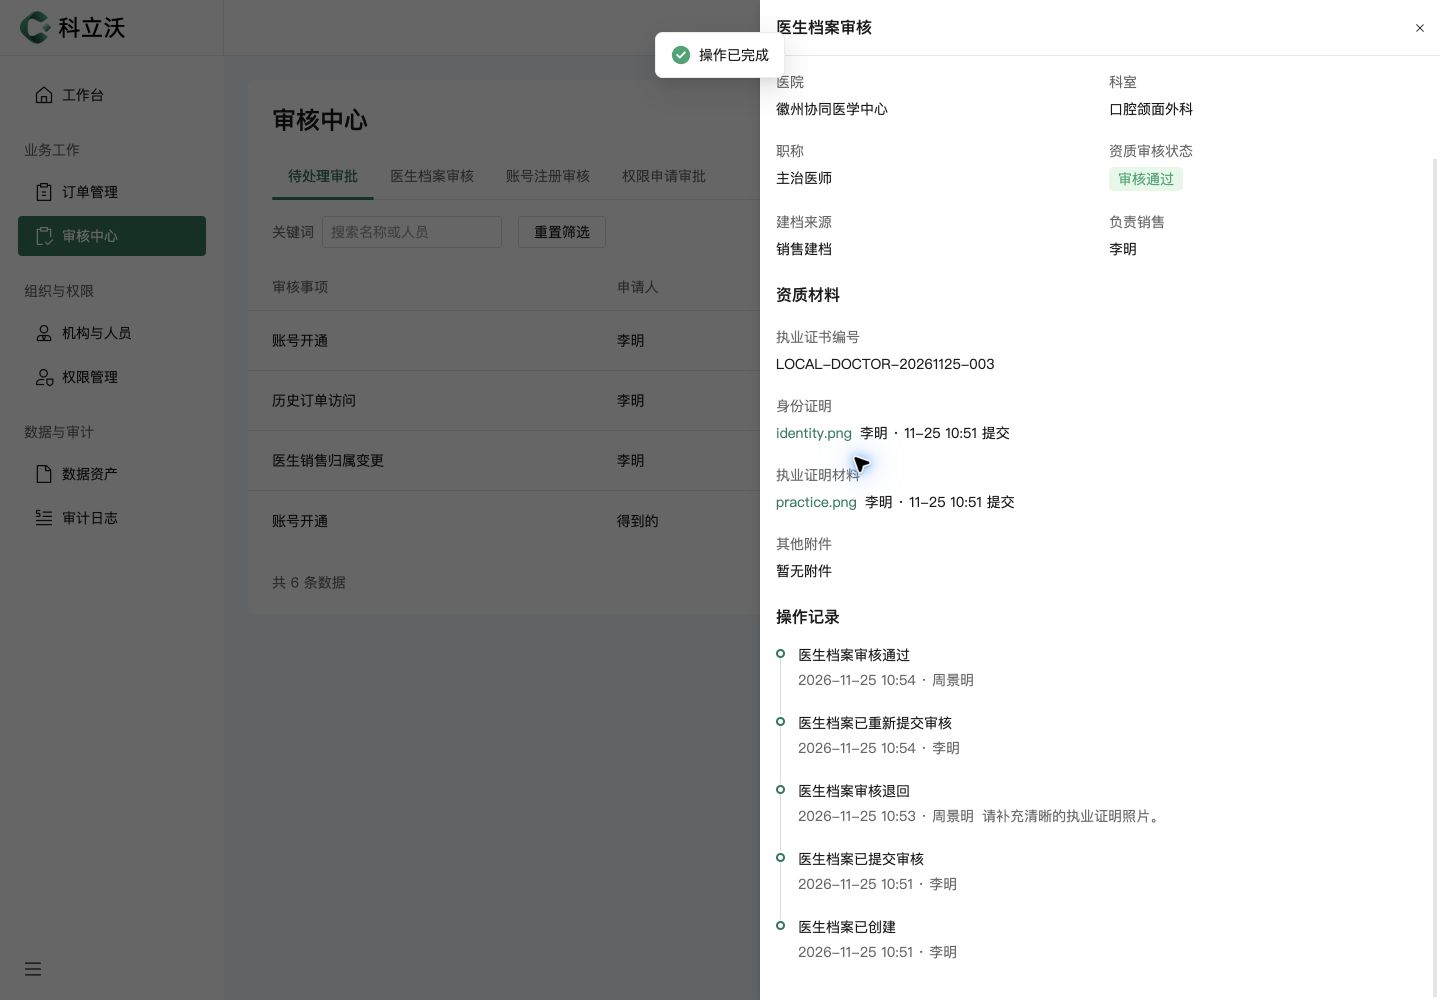 科立沃
工作台
业务工作
订单管理
审核中心
组织与权限
机构与人员
权限管理
数据与审计
数据资产
审计日志
审核中心
待处理审批 医生档案审核 账号注册审核 权限申请审批
关键词 搜索名称或人员 重置筛选
审核事项 申请人
账号开通 李明
历史订单访问 李明
医生销售归属变更 李明
账号开通 得到的
共 6 条数据
操作已完成
医生档案审核
医院 科室
徽州协同医学中心 口腔颌面外科
职称 资质审核状态
主治医师 审核通过
建档来源 负责销售
销售建档 李明
资质材料
执业证书编号
LOCAL-DOCTOR-20261125-003
身份证明
identity.png 李明 · 11-25 10:51 提交
执业证明材料
practice.png 李明 · 11-25 10:51 提交
其他附件
暂无附件
操作记录
医生档案审核通过
2026-11-25 10:54 · 周景明
医生档案已重新提交审核
2026-11-25 10:54 · 李明
医生档案审核退回
2026-11-25 10:53 · 周景明 请补充清晰的执业证明照片。
医生档案已提交审核
2026-11-25 10:51 · 李明
医生档案已创建
2026-11-25 10:51 · 李明